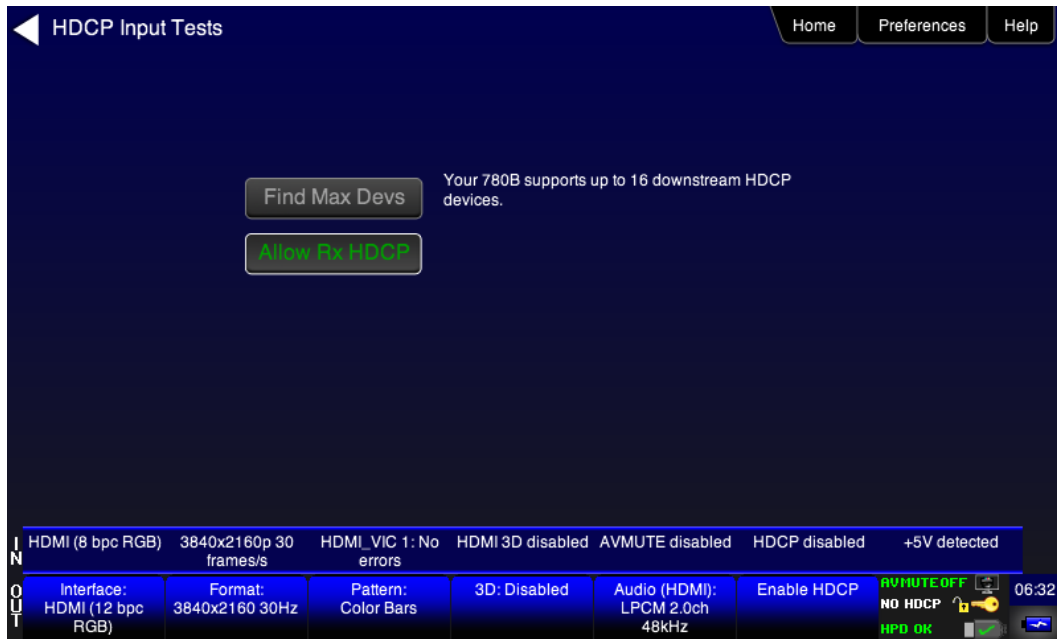 HDCP Input Tests
Home
Preferences
Help
Find Max Devs
Your 780B supports up to 16 downstream HDCP
devices.
Allow Rx HDCP
IN
HDMI (8 bpc RGB)
3840x2160p 30
frames/s
HDMI_VIC 1: No
errors
HDMI 3D disabled
AVMUTE disabled
HDCP disabled
+5V detected
OUT
Interface:
HDMI (12 bpc
RGB)
Format:
3840x2160 30Hz
Pattern:
Color Bars
3D: Disabled
Audio (HDMI):
LPCM 2.0ch
48kHz
Enable HDCP
AVMUTEOFF
NO HDCP
HPD OK
06:32